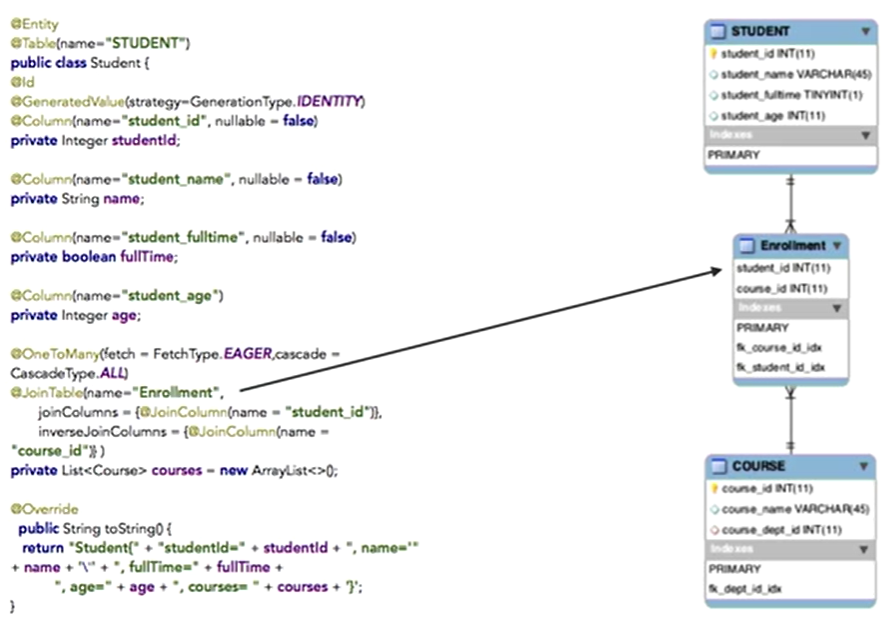 @Entity
@Table(name="STUDENT")
public class Student {
@Id
@GeneratedValue(strategy=GenerationType.IDENTITY)
@Column(name="student_id", nullable = false)
private Integer studentId;
@Column(name="student_name", nullable = false)
private String name;
@Column(name="student_fulltime", nullable = false)
private boolean fullTime;
@Column(name="student_age")
private Integer age;
@OneToMany(fetch = FetchType.EAGER,cascade =
CascadeType.ALL)
@JoinTable(name="Enrollment",
joinColumns = {@JoinColumn(name = "student_id")},
inverseJoinColumns = {@JoinColumn(name =
"course_id")} )
private List<Course> courses = new ArrayList<>();
@Override
public String toString() {
return "Student{" + "studentId=" + studentId + ", name='"
+ name + '\'' + ", fullTime=" + fullTime +
", age=" + age + ", courses= " + courses + '}';
}
STUDENT
student_id INT(11)
student_name VARCHAR(45)
student_fulltime TINYINT(1)
student_age INT(11)
Indexes
PRIMARY
Enrollment
student_id INT(11)
course_id INT(11)
Indexes
PRIMARY
fk_course_id_idx
fk_student_id_idx
COURSE
course_id INT(11)
course_name VARCHAR(45)
course_dept_id INT(11)
Indexes
PRIMARY
fk_dept_id_idx